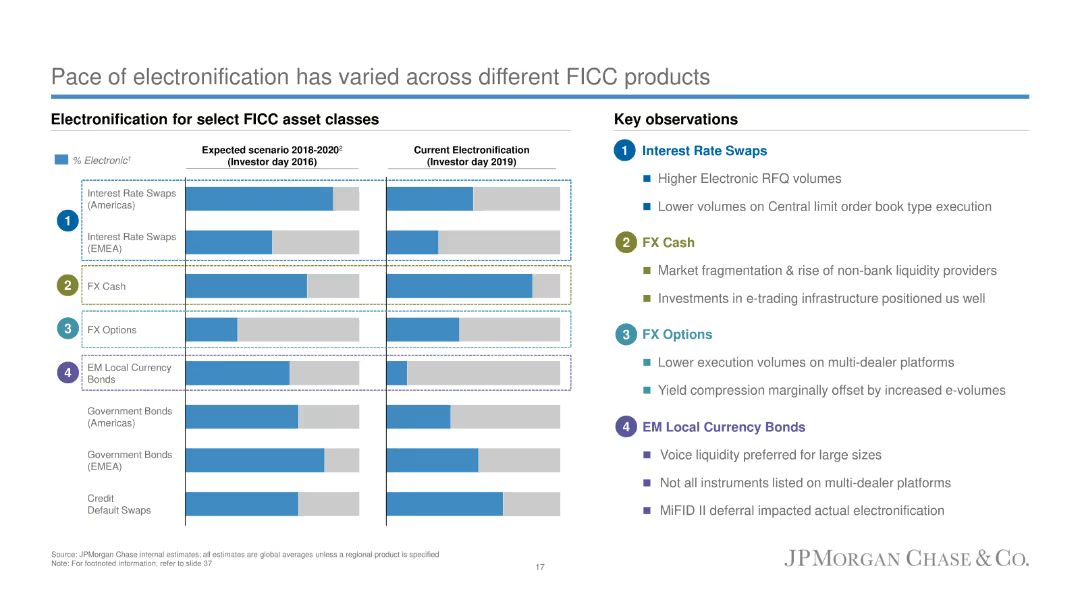 Pace of electronification has varied across different FICC products
Electronification for select FICC asset classes
% Electronic¹
Expected scenario 2018-2020²
(Investor day 2016)
Current Electronification
(Investor day 2019)
1
Interest Rate Swaps
(Americas)
Interest Rate Swaps
(EMEA)
2
FX Cash
3
FX Options
4
EM Local Currency
Bonds
Government Bonds
(Americas)
Government Bonds
(EMEA)
Credit
Default Swaps
Key observations
1 Interest Rate Swaps
Higher Electronic RFQ volumes
Lower volumes on Central limit order book type execution
2 FX Cash
Market fragmentation & rise of non-bank liquidity providers
Investments in e-trading infrastructure positioned us well
3 FX Options
Lower execution volumes on multi-dealer platforms
Yield compression marginally offset by increased e-volumes
4 EM Local Currency Bonds
Voice liquidity preferred for large sizes
Not all instruments listed on multi-dealer platforms
MiFID II deferral impacted actual electronification
Source: JPMorgan Chase internal estimates; all estimates are global averages unless a regional product is specified
Note: For footnoted information, refer to slide 37
17
JPMORGAN CHASE & CO.